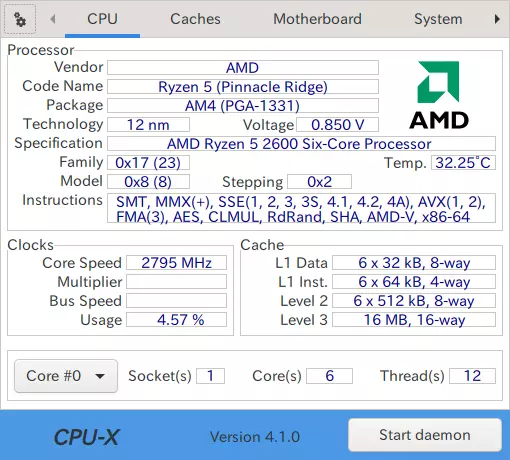 CPU Caches Motherboard System
Processor
Vendor AMD
Code Name Ryzen 5 (Pinnacle Ridge)
Package AM4 (PGA-1331)
Technology 12 nm Voltage 0.850 V
AMD
Specification AMD Ryzen 5 2600 Six-Core Processor
Family 0x17 (23) Temp. 32.25°C
Model 0x8 (8) Stepping 0x2
Instructions SMT, MMX(+), SSE(1, 2, 3, 3S, 4.1, 4.2, 4A), AVX(1, 2),
FMA(3), AES, CLMUL, RdRand, SHA, AMD-V, x86-64
Clocks
Core Speed 2795 MHz
Multiplier
Bus Speed
Usage 4.57 %
Cache
L1 Data 6 x 32 kB, 8-way
L1 Inst. 6 x 64 kB, 4-way
Level 2 6 x 512 kB, 8-way
Level 3 16 MB, 16-way
Core #0 Socket(s) 1 Core(s) 6 Thread(s) 12
CPU-X Version 4.1.0 Start daemon